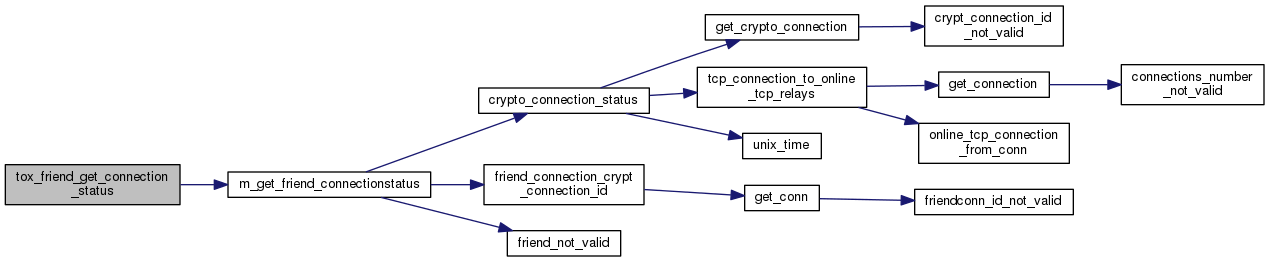 tox_friend_get_connection
_status
m_get_friend_connectionstatus
crypto_connection_status
friend_connection_crypt
_connection_id
friend_not_valid
get_crypto_connection
tcp_connection_to_online
_tcp_relays
unix_time
get_conn
crypt_connection_id
_not_valid
get_connection
online_tcp_connection
_from_conn
friendconn_id_not_valid
connections_number
_not_valid